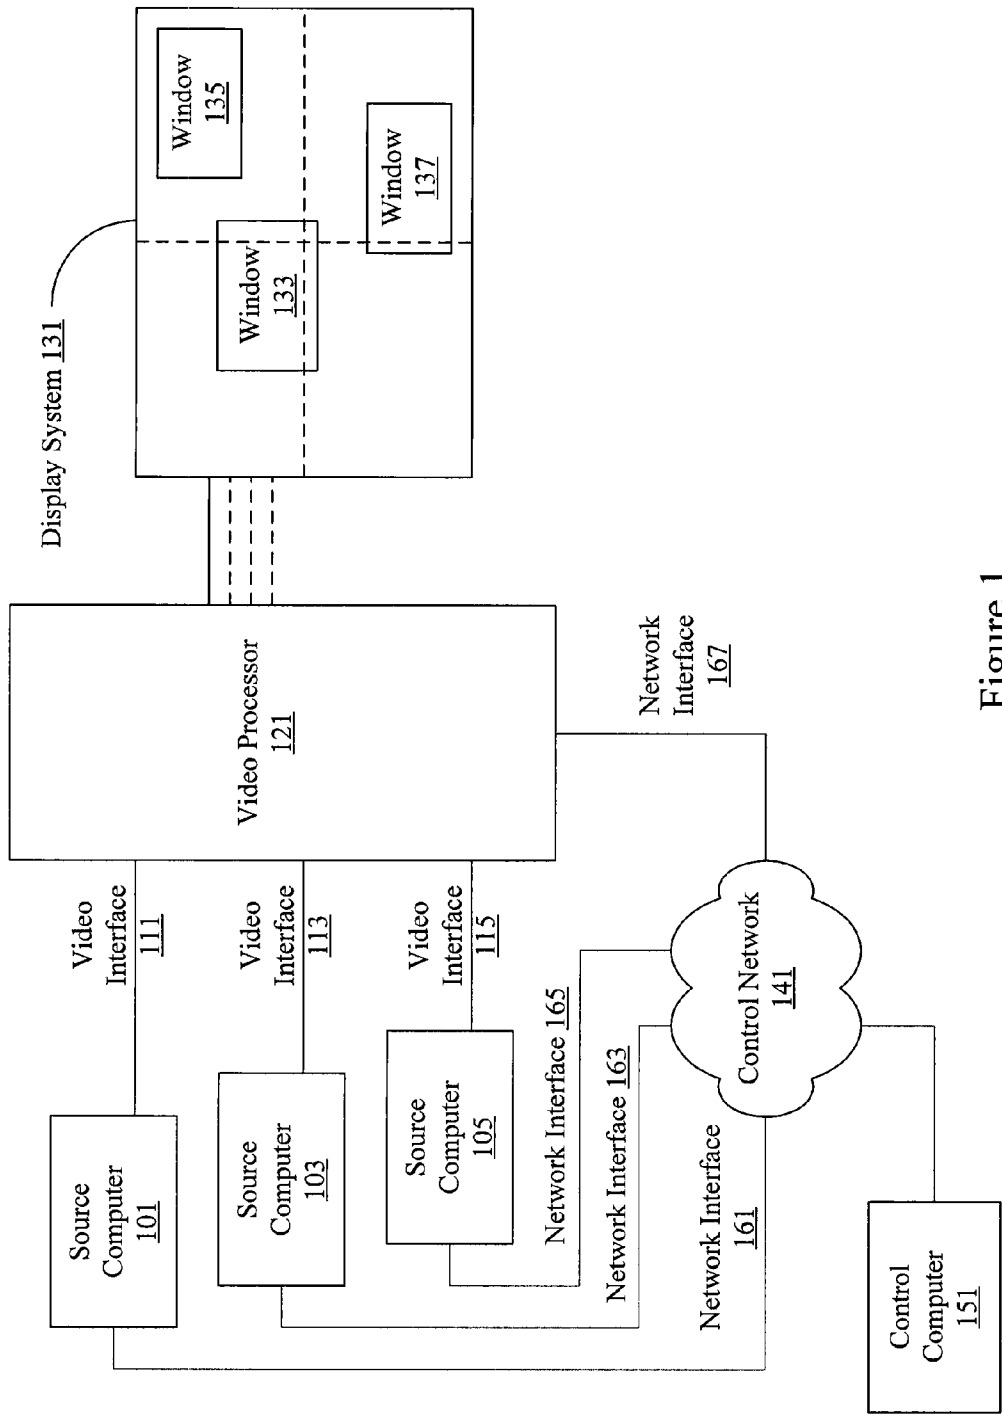 Display System 131
Window
135
Window
133
Window
137
Video Processor
121
Video
Interface
111
Video
Interface
113
Video
Interface
115
Source
Computer
101
Source
Computer
103
Source
Computer
105
Network Interface 165
Network Interface 163
Network Interface
161
Network
Interface
167
Control Network
141
Control
Computer
151
Figure 1